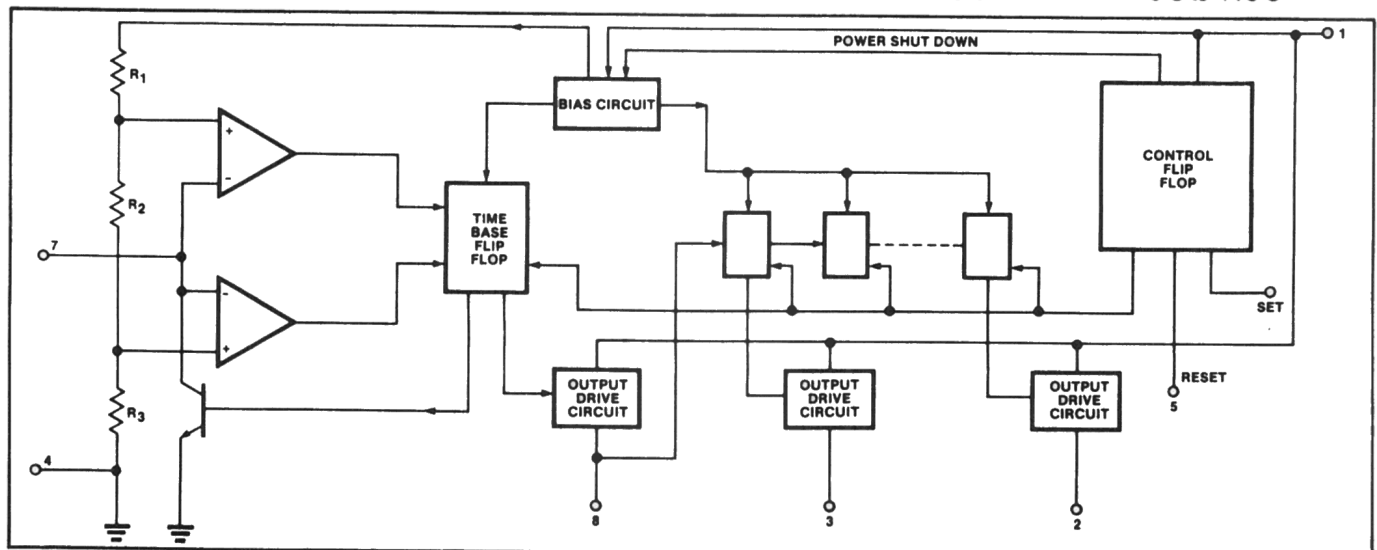 1
POWER SHUT DOWN
R1
BIAS CIRCUIT
+
-
CONTROL
FLIP
FLOP
R2
TIME
BASE
FLIP
FLOP
7
-
+
SET
R3
OUTPUT
DRIVE
CIRCUIT
OUTPUT
DRIVE
CIRCUIT
OUTPUT
DRIVE
CIRCUIT
RESET
5
4
8
3
2